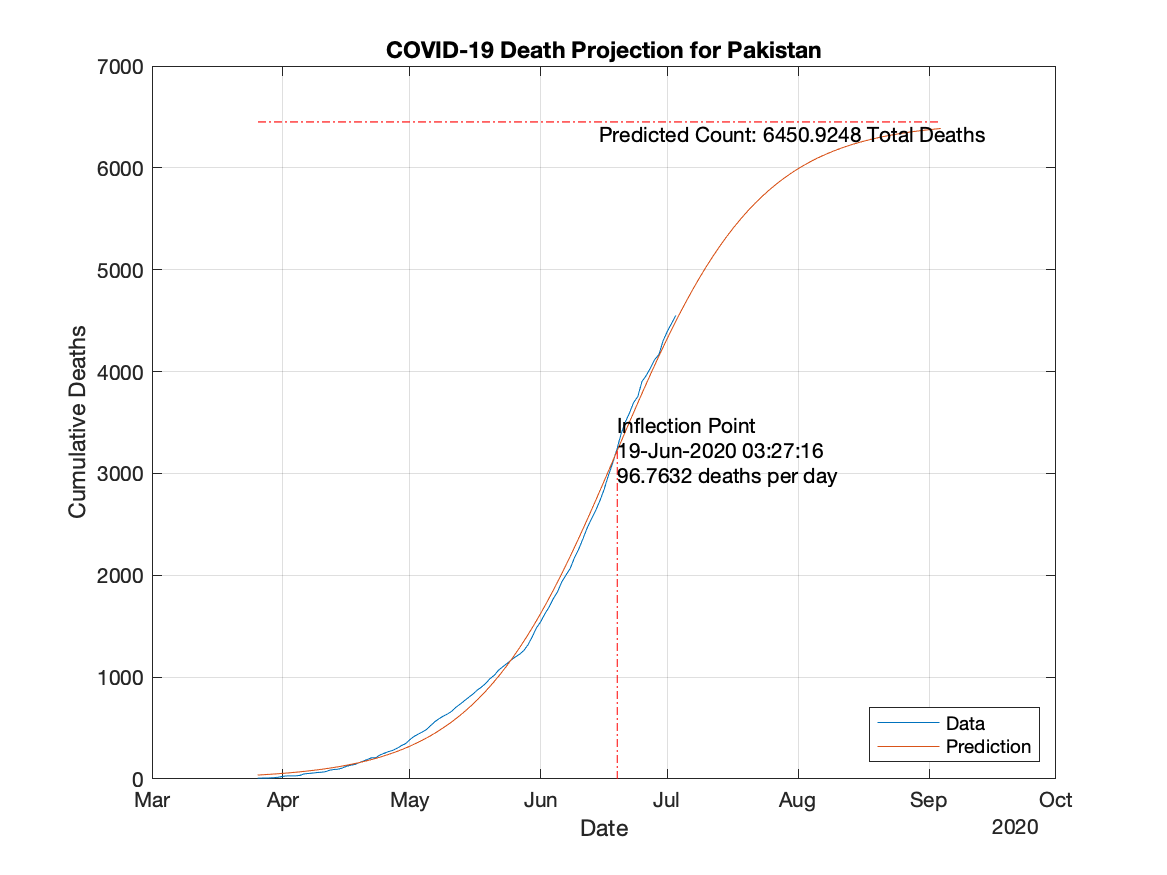 COVID-19 Death Projection for Pakistan
7000
6000
5000
4000
3000
2000
1000
0
Cumulative Deaths
Predicted Count: 6450.9248 Total Deaths
Inflection Point
19-Jun-2020 03:27:16
96.7632 deaths per day
Data
Prediction
Mar Apr May Jun Jul Aug Sep Oct
Date
2020